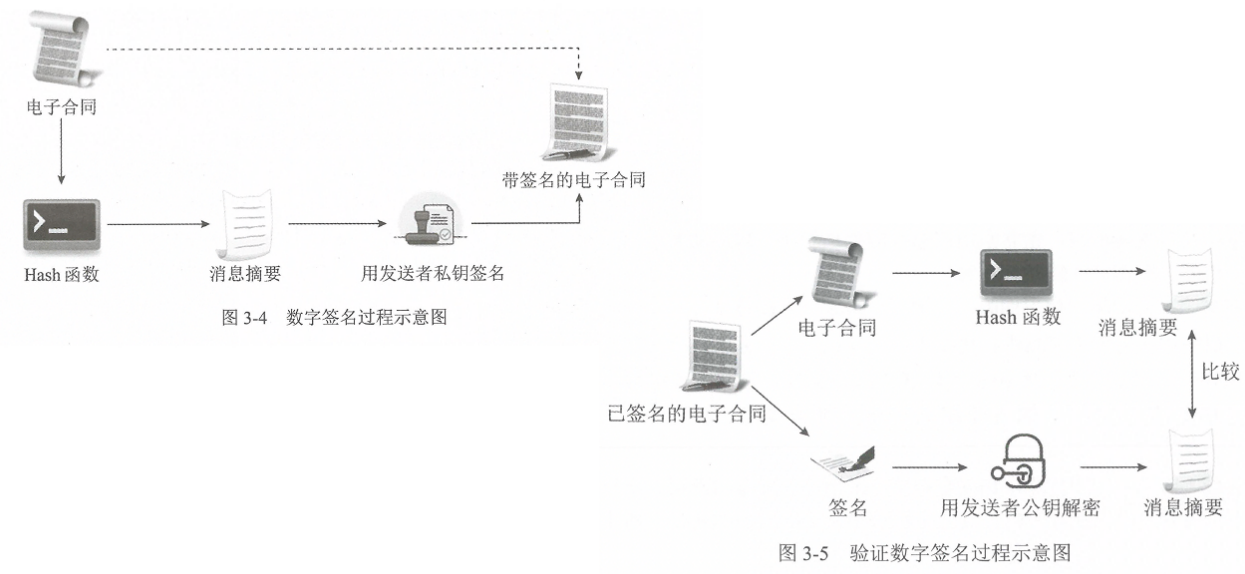 电子合同
带签名的电子合同
Hash 函数
消息摘要
用发送者私钥签名
图 3-4 数字签名过程示意图
电子合同
Hash 函数
消息摘要
比较
已签名的电子合同
签名
用发送者公钥解密
消息摘要
图 3-5 验证数字签名过程示意图